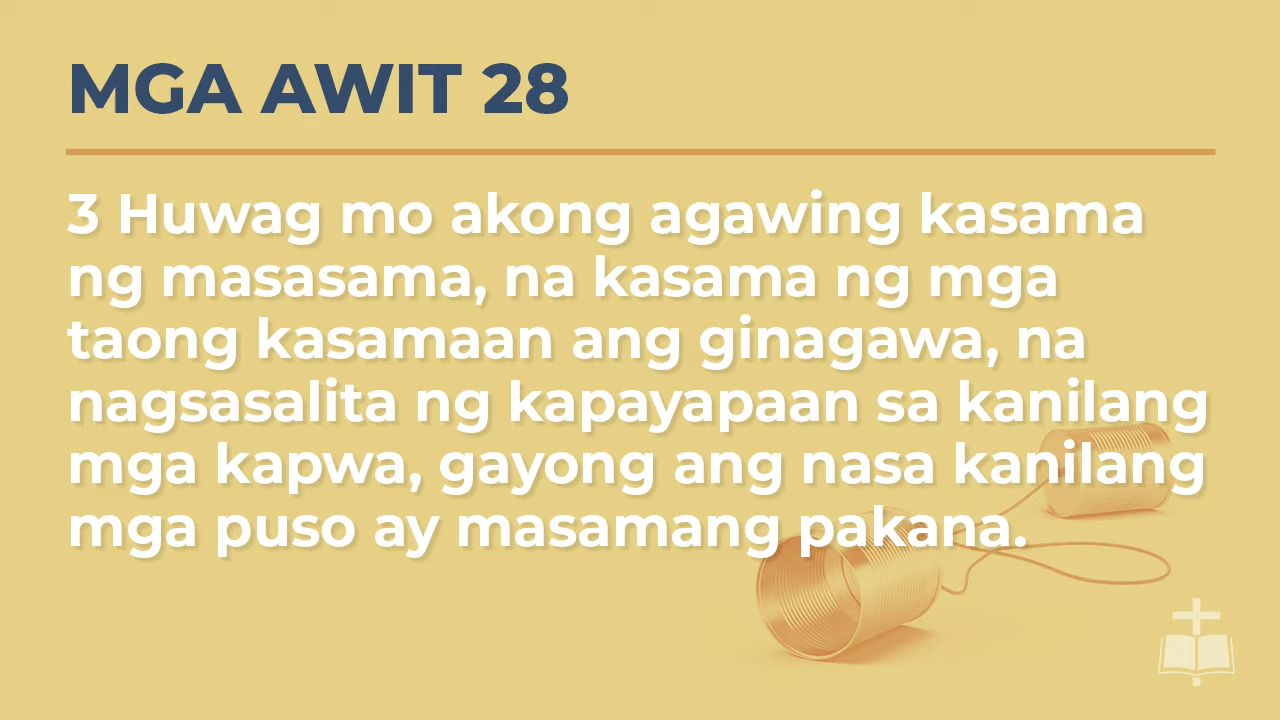 MGA AWIT 28
3 Huwag mo akong agawing kasama
ng masasama, na kasama ng mga
taong kasamaan ang ginagawa, na
nagsasalita ng kapayapaan sa kanilang
mga kapwa, gayong ang nasa kanilang
mga puso ay masamang pakana.